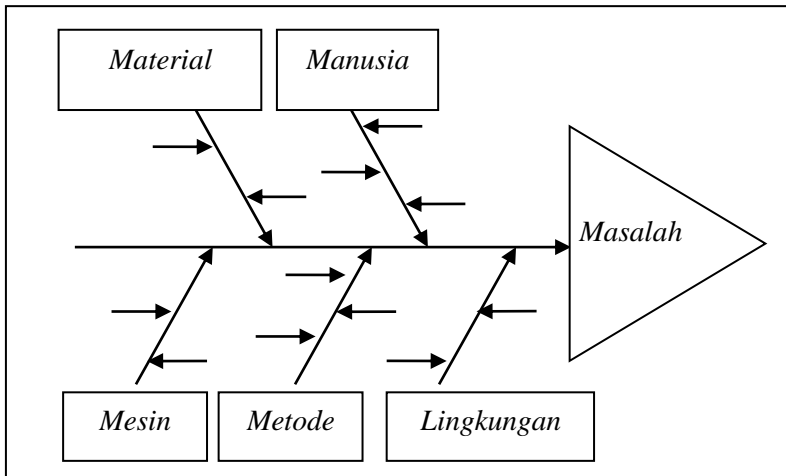 Material
Manusia
Masalah
Mesin
Metode
Lingkungan